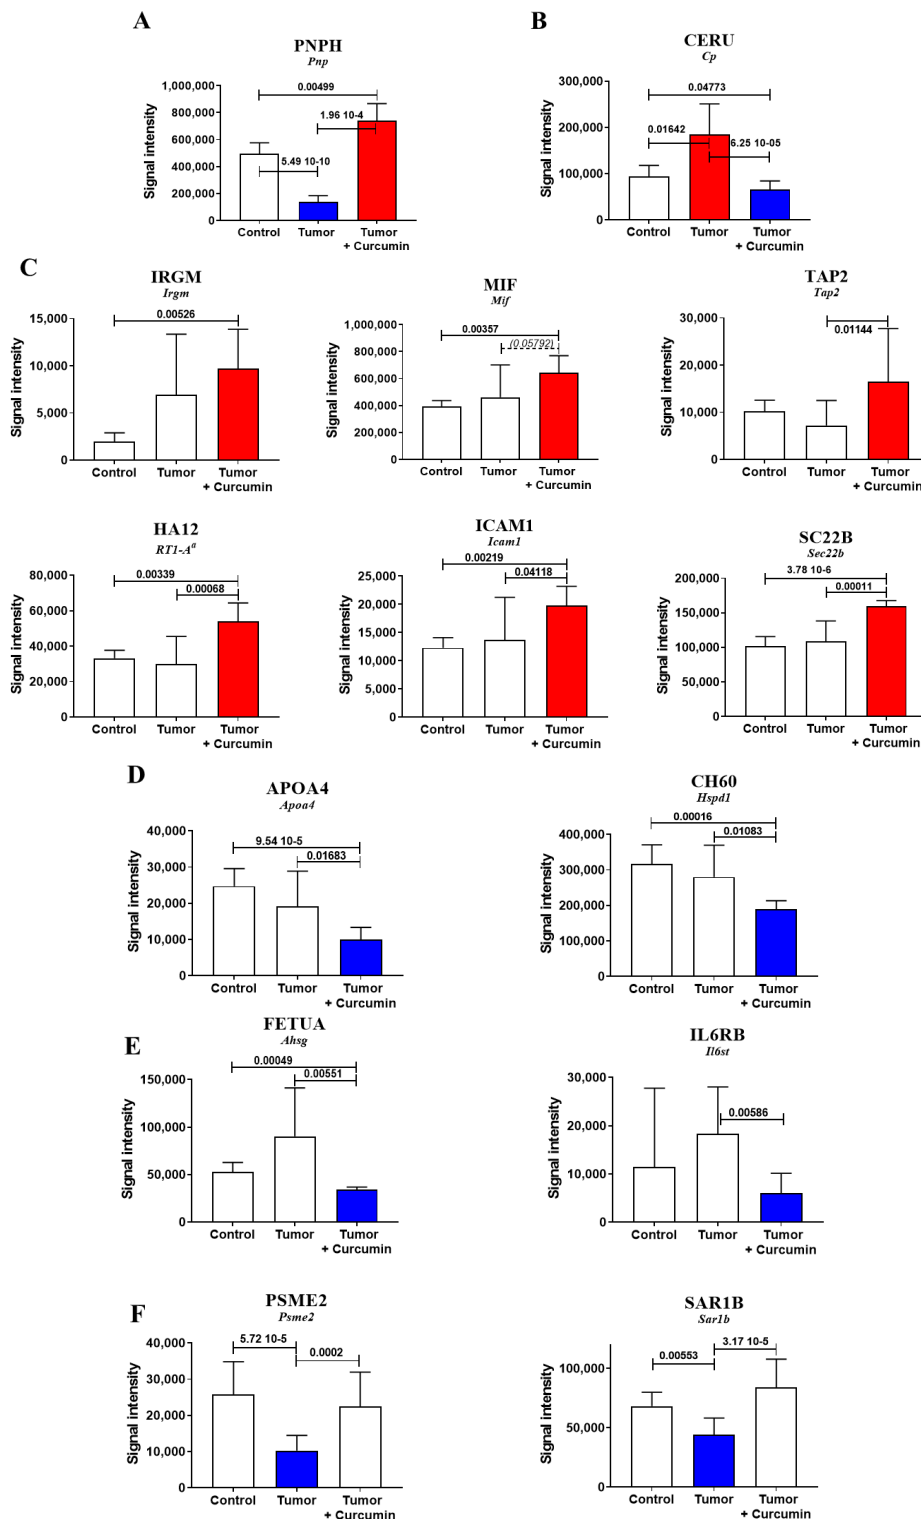 A
PNPH
Pnp
Signal intensity
1,000,000
800,000
600,000
400,000
200,000
0
0.00499
1.96 10-4
5.49 10-10
Control
Tumor
Tumor
+ Curcumin
B
CERU
Cp
Signal intensity
300,000
200,000
100,000
0
0.04773
0.01642
6.25 10-05
Control
Tumor
Tumor
+ Curcumin
C
IRGM
Irgm
Signal intensity
15,000
10,000
5,000
0
0.00526
Control
Tumor
Tumor
+ Curcumin
MIF
Mif
Signal intensity
1,000,000
800,000
600,000
400,000
200,000
0
0.00357
(0.05792)
Control
Tumor
Tumor
+ Curcumin
TAP2
Tap2
Signal intensity
30,000
20,000
10,000
0
0.01144
Control
Tumor
Tumor
+ Curcumin
HA12
RT1-Aª
Signal intensity
80,000
60,000
40,000
20,000
0
0.00339
0.00068
Control
Tumor
Tumor
+ Curcumin
ICAM1
Icam1
Signal intensity
25,000
20,000
15,000
10,000
5,000
0
0.00219
0.04118
Control
Tumor
Tumor
+ Curcumin
SC22B
Sec22b
Signal intensity
200,000
150,000
100,000
50,000
0
3.78 10-6
0.00011
Control
Tumor
Tumor
+ Curcumin
D
APOA4
Apoa4
Signal intensity
40,000
30,000
20,000
10,000
0
9.54 10-5
0.01683
Control
Tumor
Tumor
+ Curcumin
CH60
Hspd1
Signal intensity
400,000
300,000
200,000
100,000
0
0.00016
0.01083
Control
Tumor
Tumor
+ Curcumin
E
FETUA
Ahsg
Signal intensity
150,000
100,000
50,000
0
0.00049
0.00551
Control
Tumor
Tumor
+ Curcumin
IL6RB
Il6st
Signal intensity
30,000
20,000
10,000
0
0.00586
Control
Tumor
Tumor
+ Curcumin
F
PSME2
Psme2
Signal intensity
40,000
30,000
20,000
10,000
0
5.72 10-5
0.0002
Control
Tumor
Tumor
+ Curcumin
SAR1B
Sar1b
Signal intensity
100,000
50,000
0
0.00553
3.17 10-5
Control
Tumor
Tumor
+ Curcumin